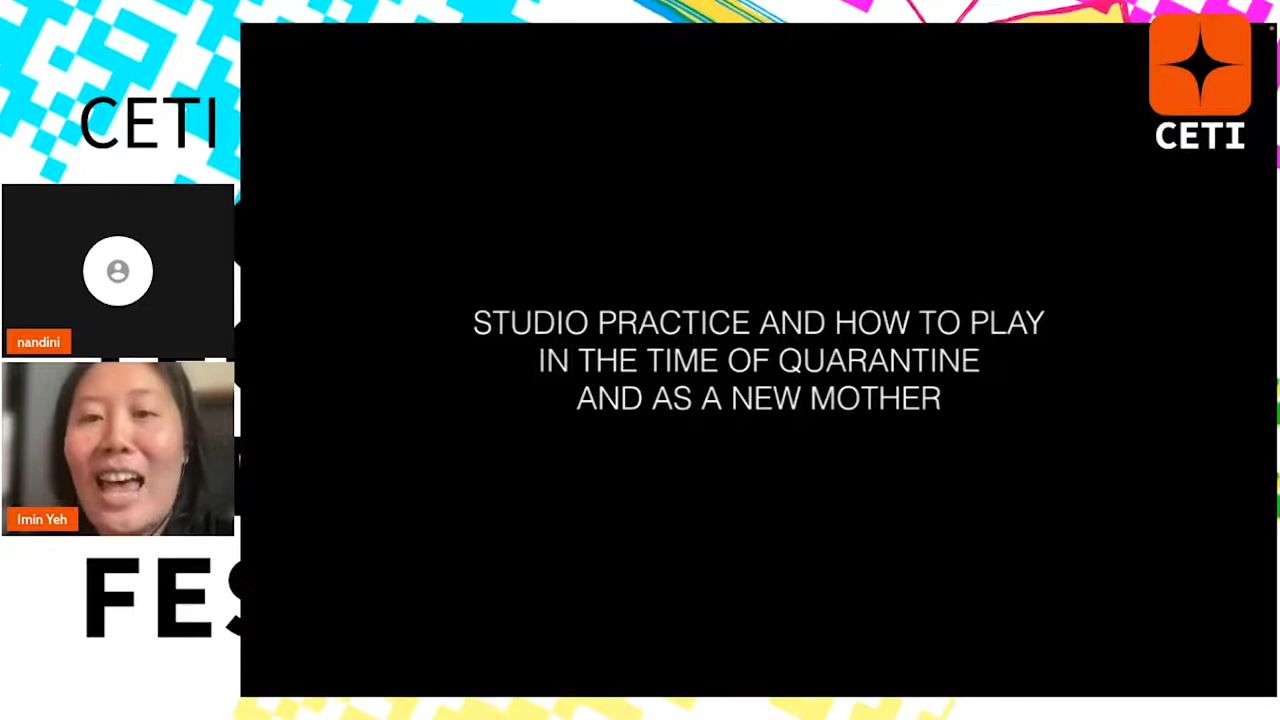 CETI
CETI
nandini
STUDIO PRACTICE AND HOW TO PLAY
IN THE TIME OF QUARANTINE
AND AS A NEW MOTHER
Imin Yeh
FES